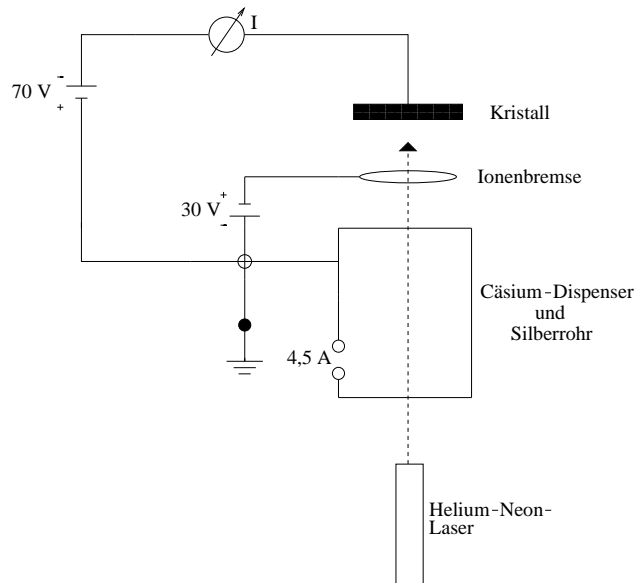 I
-
70 V
+
Kristall
Ionenbremse
+
30 V
-
Cäsium-Dispenser
und
Silberrohr
4,5 A
Helium-Neon-
Laser